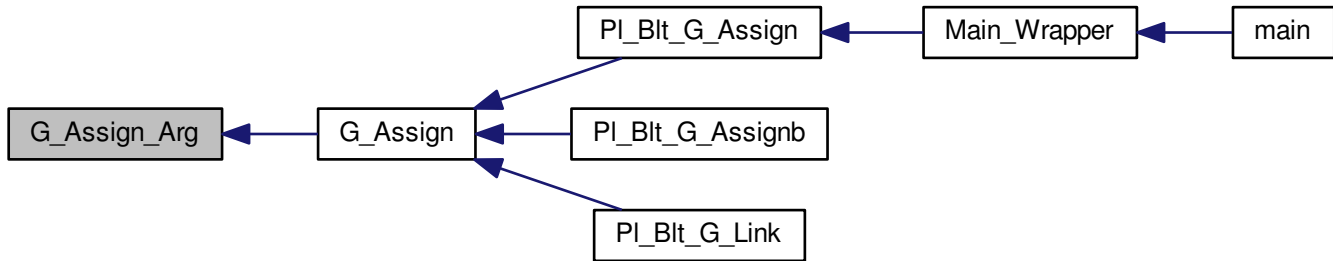 Pl_Blt_G_Assign
Main_Wrapper
main
G_Assign_Arg
G_Assign
Pl_Blt_G_Assignb
Pl_Blt_G_Link